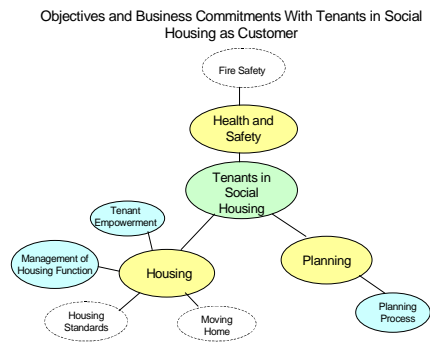 Objectives and Business Commitments With Tenants in Social
Housing as Customer
Fire Safety
Health and
Safety
Tenants in
Social
Housing
Tenant
Empowerment
Management of
Housing Function
Housing
Planning
Housing
Standards
Moving
Home
Planning
Process